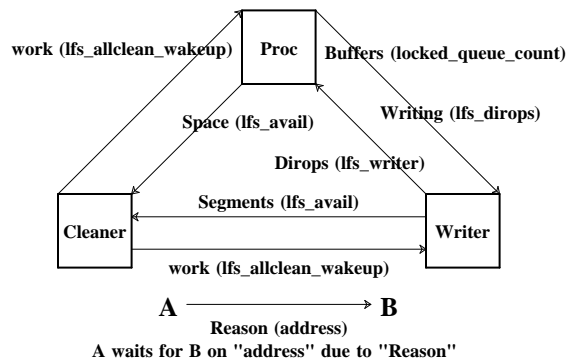 work (lfs_allclean_wakeup)
Proc
Buffers (locked_queue_count)
Writing (lfs_dirops)
Space (lfs_avail)
Dirops (lfs_writer)
Segments (lfs_avail)
Cleaner
Writer
work (lfs_allclean_wakeup)
A
B
Reason (address)
A waits for B on "address" due to "Reason"